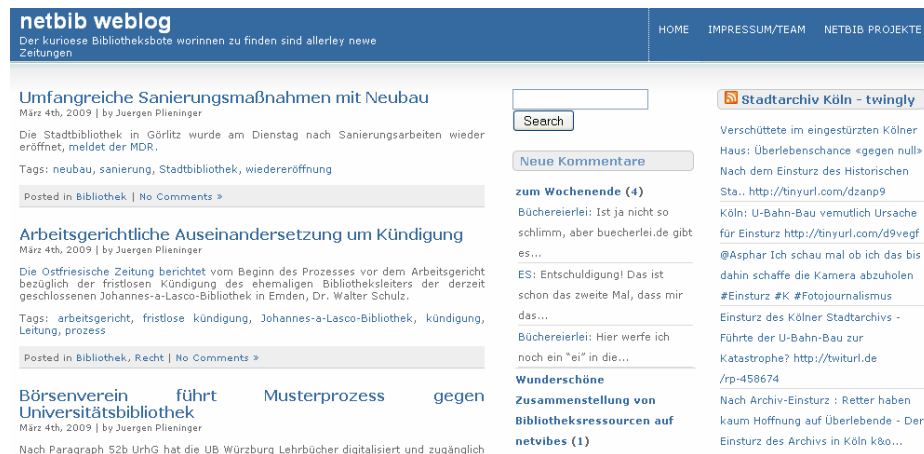 netbib weblog
Der kurioese Bibliotheksbote worinnen zu finden sind allerley newe
Zeitungen
HOME IMPRESSUM/TEAM NETBIB PROJEKTE
Umfangreiche Sanierungsmaßnahmen mit Neubau
März 4th, 2009 | by Juergen Plieninger
Die Stadtbibliothek in Görlitz wurde am Dienstag nach Sanierungsarbeiten wieder
eröffnet, meldet der MDR.
Tags: neubau, sanierung, Stadtbibliothek, wiedereröffnung
Posted in Bibliothek | No Comments »
Arbeitsgerichtliche Auseinandersetzung um Kündigung
März 4th, 2009 | by Juergen Plieninger
Die Ostfriesische Zeitung berichtet vom Beginn des Prozesses vor dem Arbeitsgericht
bezüglich der fristlosen Kündigung des ehemaligen Bibliotheksleiters der derzeit
geschlossenen Johannes-a-Lasco-Bibliothek in Emden, Dr. Walter Schulz.
Tags: arbeitsgericht, fristlose kündigung, Johannes-a-Lasco-Bibliothek, kündigung,
Leitung, prozess
Posted in Bibliothek, Recht | No Comments »
Börsenverein führt Musterprozess gegen
Universitätsbibliothek
März 4th, 2009 | by Juergen Plieninger
Nach Paragraph 52b UrhG hat die UB Würzburg Lehrbücher digitalisiert und zugänglich
Search
Neue Kommentare
zum Wochenende (4)
Büchereierlei: Ist ja nicht so
schlimm, aber buecherlei.de gibt
es...
ES: Entschuldigung! Das ist
schon das zweite Mal, dass mir
das...
Büchereierlei: Hier werfe ich
noch ein "ei" in die...
Wunderschöne
Zusammenstellung von
Bibliotheksressourcen auf
netvibes (1)
Stadtarchiv Köln - twingly
Verschüttete im eingestürzten Kölner
Haus: Überlebenschance «gegen null»
Nach dem Einsturz des Historischen
Sta.. http://tinyurl.com/dzanp9
Köln: U-Bahn-Bau vemutlich Ursache
für Einsturz http://tinyurl.com/d9vegf
@Asphar Ich schau mal ob ich das bis
dahin schaffe die Kamera abzuholen
#Einsturz #K #Fotojournalismus
Einsturz des Kölner Stadtarchivs -
Führte der U-Bahn-Bau zur
Katastrophe? http://twiturl.de
/rp-458674
Nach Archiv-Einsturz : Retter haben
kaum Hoffnung auf Überlebende - Der
Einsturz des Archivs in Köln k&o...